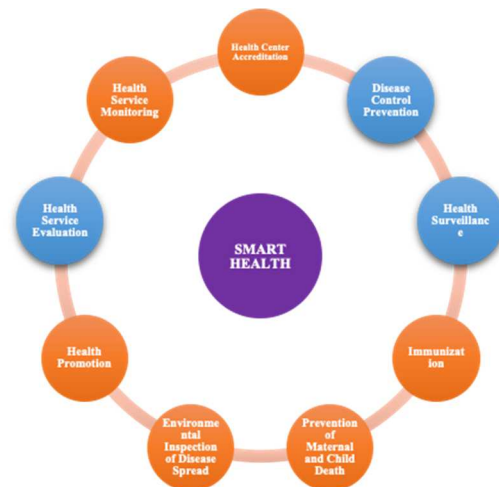 Health Center
Accreditation
Disease
Control
Prevention
Health
Surveillanc
e
Immunizat
ion
Prevention
of
Maternal
and Child
Death
Environme
ntal
Inspection
of Disease
Spread
Health
Promotion
Health
Service
Evaluation
Health
Service
Monitoring
SMART
HEALTH